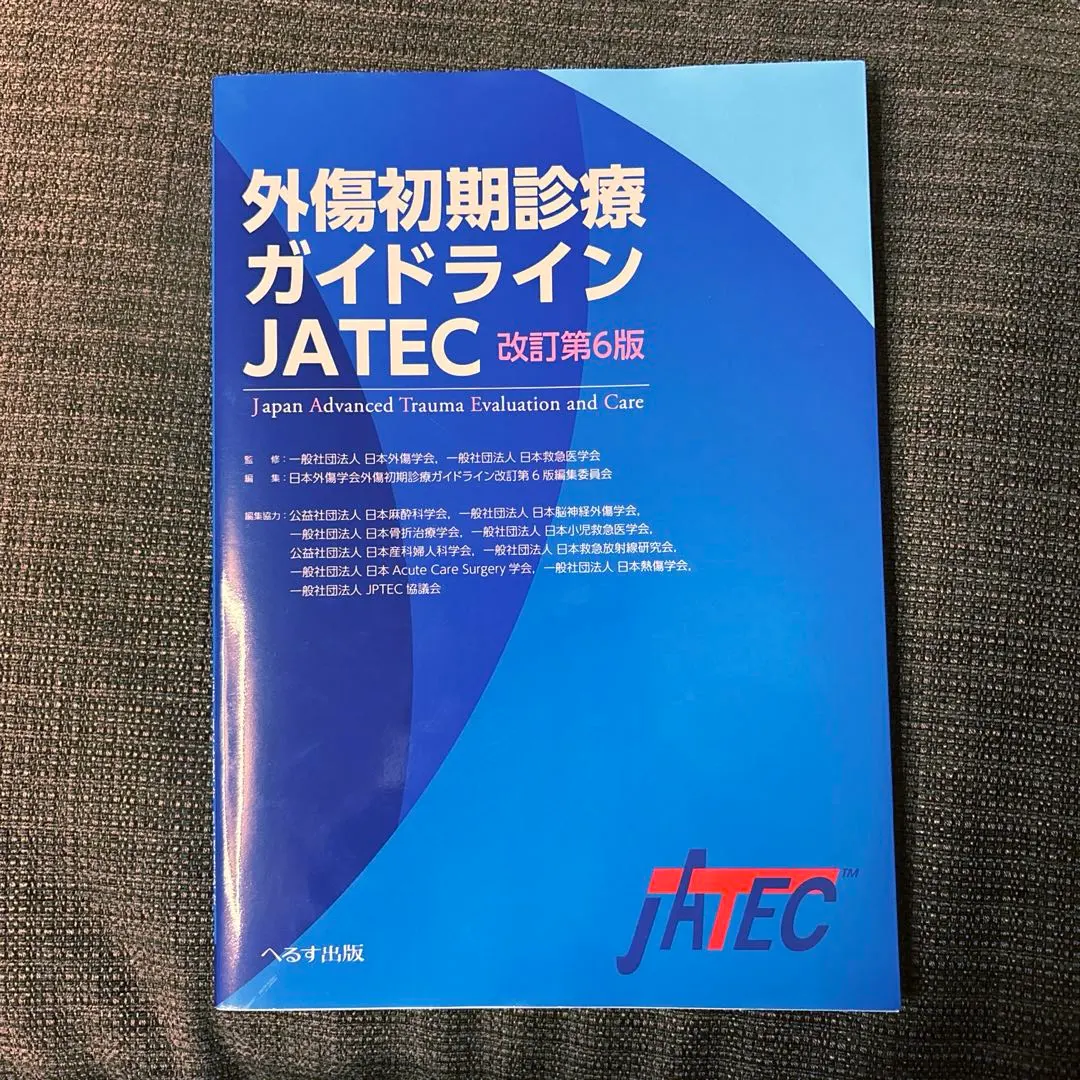 外傷初期診療
ガイドライン
JATEC 改訂第6版
Japan Advanced Trauma Evaluation and Care
監 修：一般社団法人 日本外傷学会，一般社団法人 日本救急医学会
編 集：日本外傷学会外傷初期診療ガイドライン改訂第6版編集委員会
編集協力：公益社団法人 日本麻酔科学会，一般社団法人 日本脳神経外傷学会，
一般社団法人 日本骨折治療学会，一般社団法人 日本小児救急医学会，
公益社団法人 日本産科婦人科学会，一般社団法人 日本救急放射線研究会，
一般社団法人 日本 Acute Care Surgery 学会，一般社団法人 日本熱傷学会，
一般社団法人 JPTEC 協議会
JATEC™
へるす出版